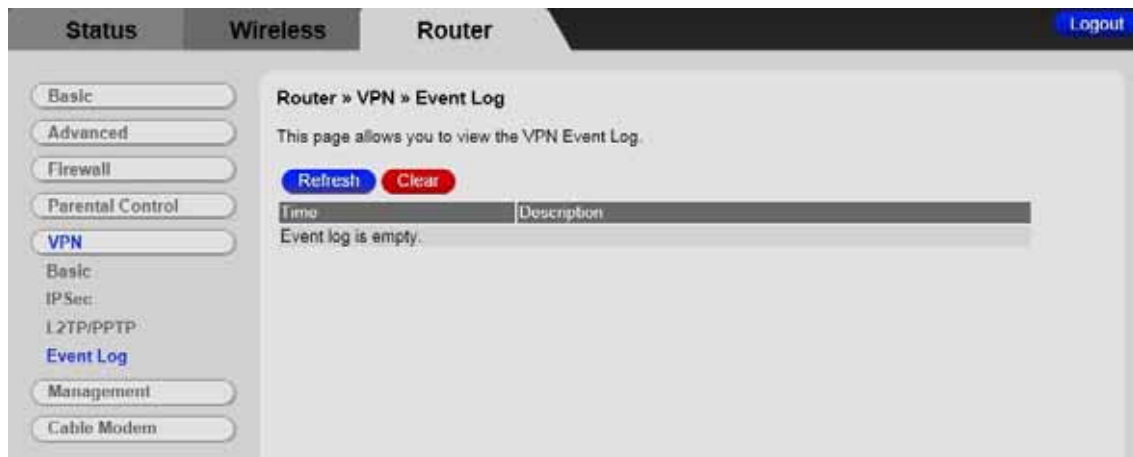 Status Wireless Router Logout
Basic
Advanced
Firewall
Parental Control
VPN
Basic
IPSec
L2TP/PPTP
Event Log
Management
Cable Modem
Router » VPN » Event Log
This page allows you to view the VPN Event Log.
Refresh Clear
Time Description
Event log is empty.